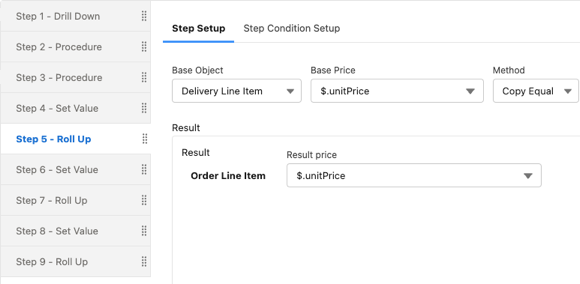 Step 1 - Drill Down
Step 2 - Procedure
Step 3 - Procedure
Step 4 - Set Value
Step 5 - Roll Up
Step 6 - Set Value
Step 7 - Roll Up
Step 8 - Set Value
Step 9 - Roll Up
Step Setup Step Condition Setup
Base Object Base Price Method
Delivery Line Item $.unitPrice Copy Equal
Result
Result Result price
Order Line Item $.unitPrice